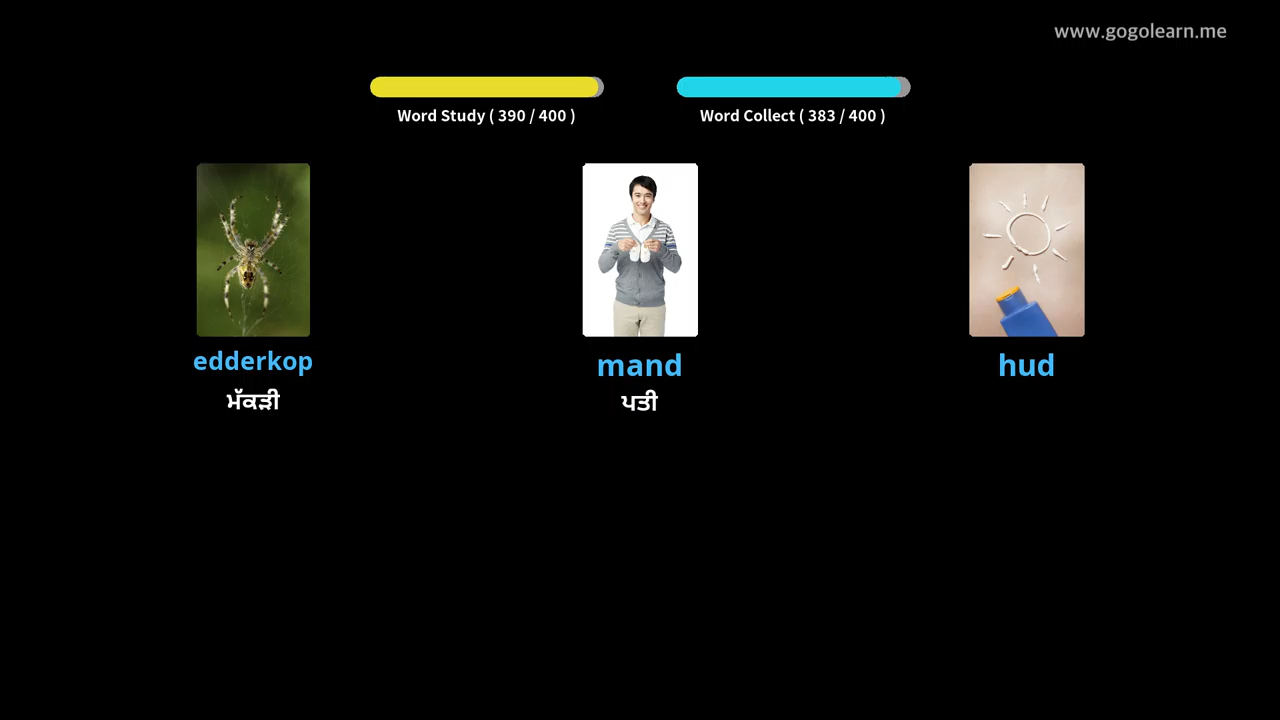 www.gogolearn.me
Word Study ( 390 / 400 )
Word Collect ( 383 / 400 )
edderkop
mand
hud
ਮੱਕੜੀ
ਪਤੀ